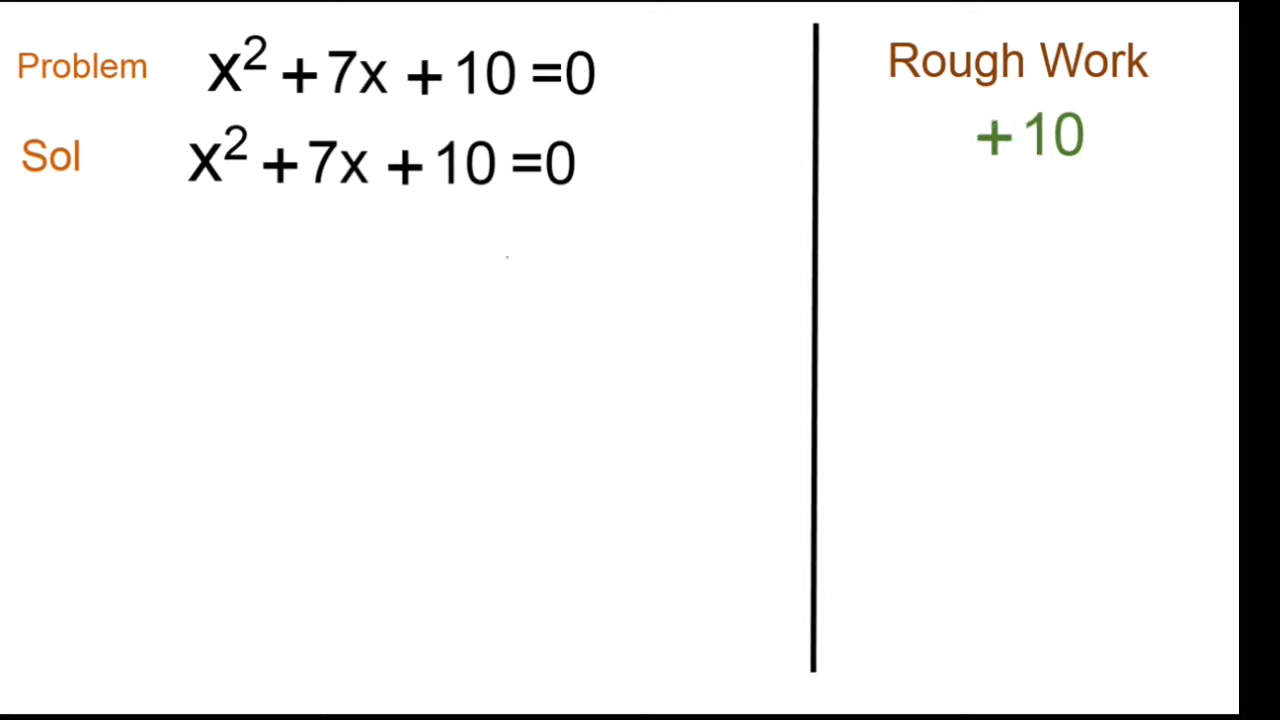 Problem x² + 7x + 10 =0
Sol x² + 7x + 10 =0
Rough Work
+ 10